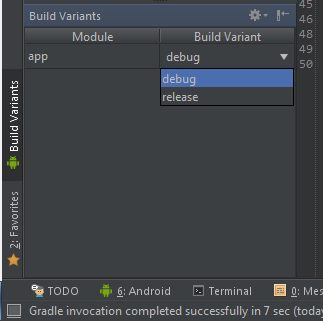 Build Variants
Module Build Variant
app debug
debug
release
45
46
47
48
49
50
Build Variants
2: Favorites
TODO 6: Android Terminal 0: Mes
Gradle invocation completed successfully in 7 sec (today